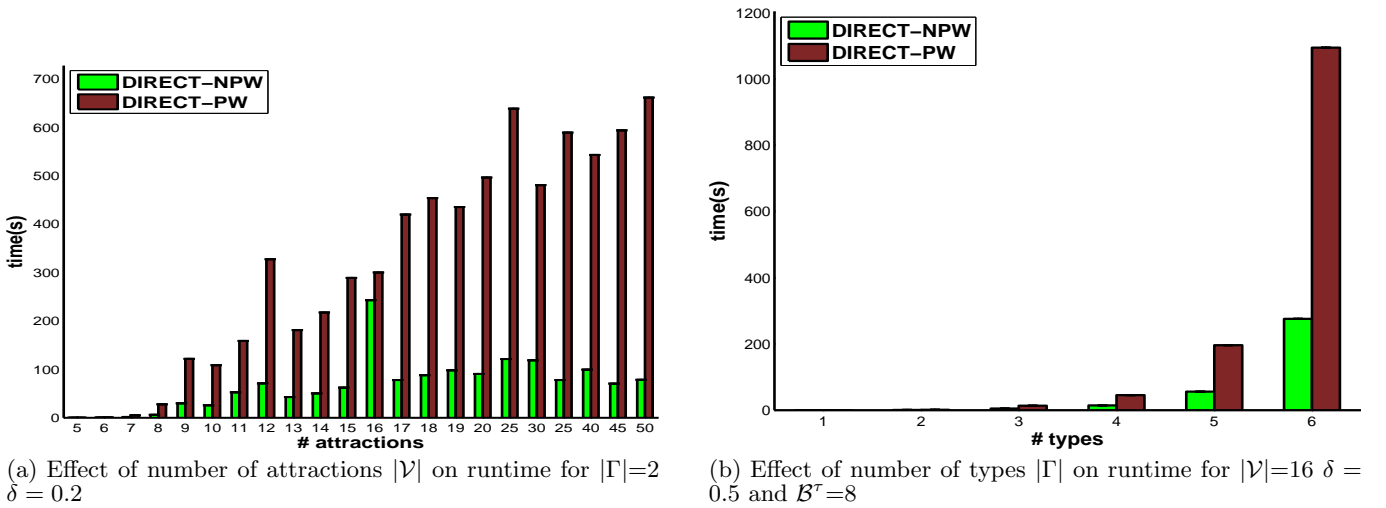 700
600
500
400
300
200
100
0
time(s)
DIRECT−NPW
DIRECT−PW
5 6 7 8 9 10 11 12 13 14 15 16 17 18 19 20 25 30 25 40 45 50
# attractions
(a) Effect of number of attractions |𝒱| on runtime for |Γ|=2
δ = 0.2
1200
1000
800
600
400
200
0
time(s)
DIRECT−NPW
DIRECT−PW
1 2 3 4 5 6
# types
(b) Effect of number of types |Γ| on runtime for |𝒱|=16 δ =
0.5 and ℬ^τ=8